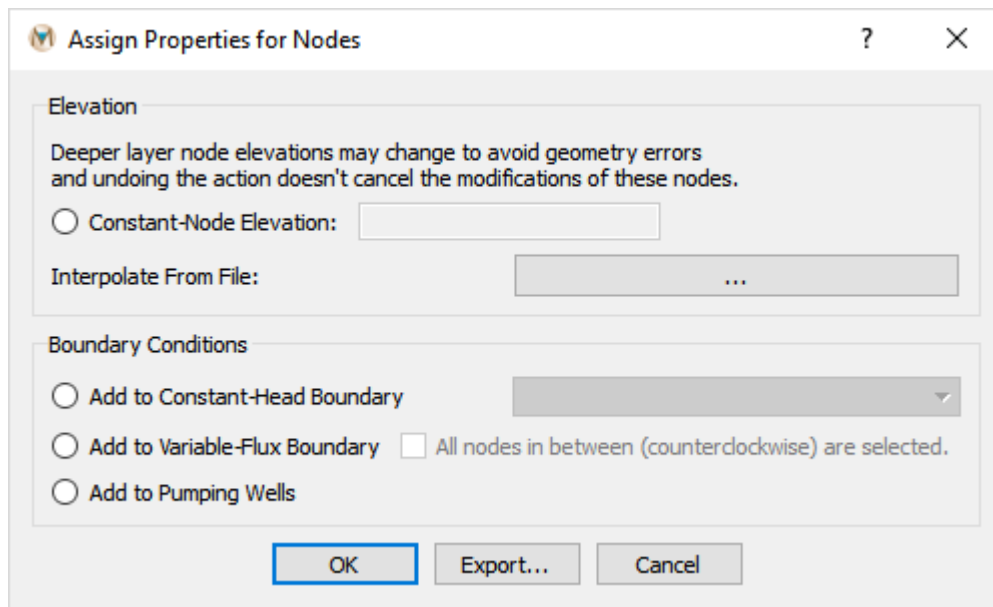 Assign Properties for Nodes
?
Elevation
Deeper layer node elevations may change to avoid geometry errors
and undoing the action doesn't cancel the modifications of these nodes.
Constant-Node Elevation:
Interpolate From File:
...
Boundary Conditions
Add to Constant-Head Boundary
Add to Variable-Flux Boundary All nodes in between (counterclockwise) are selected.
Add to Pumping Wells
OK Export... Cancel